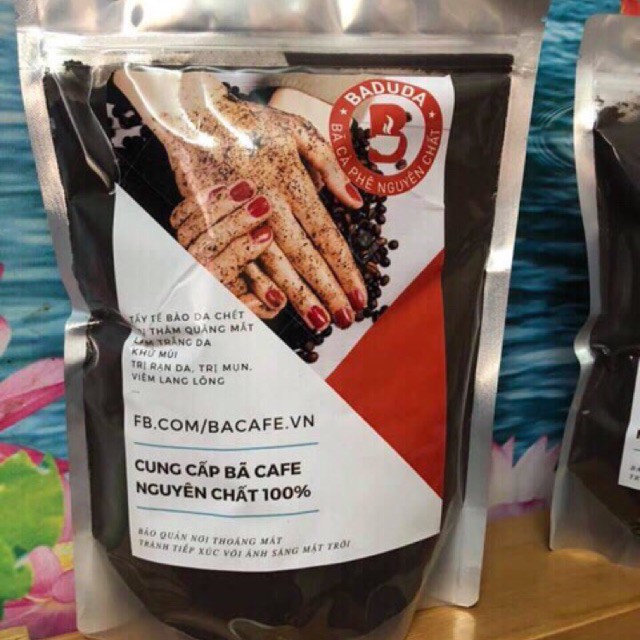 BADUDA
BÃ CÀ PHÊ NGUYÊN CHẤT
TẨY TẾ BÀO DA CHẾT
THÂM QUẦNG MẮT
LÀM TRẮNG DA
KHỬ MÙI
TRỊ RẠN DA, TRỊ MỤN,
VIÊM LANG LÔNG
...
FB.COM/BACAFE.VN
CUNG CẤP BÃ CAFE
NGUYÊN CHẤT 100%
BẢO QUẢN NƠI THOÁNG MÁT
TRÁNH TIẾP XÚC VỚI ÁNH SÁNG MẶT TRỜI